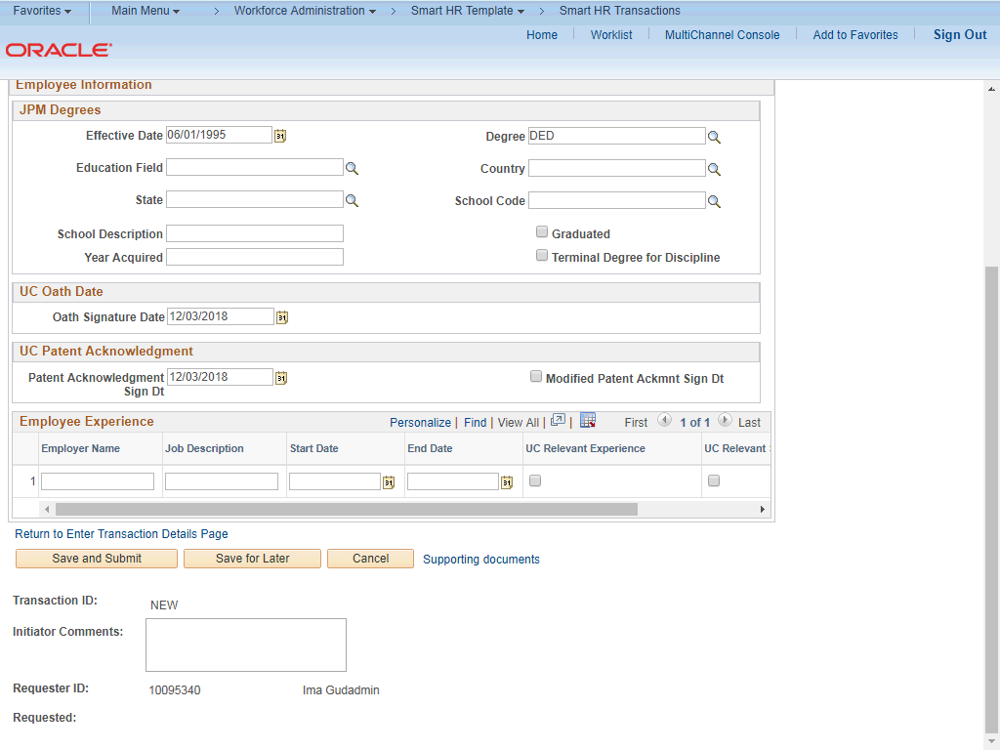 Favorites Main Menu > Workforce Administration > Smart HR Template > Smart HR Transactions
Home Worklist MultiChannel Console Add to Favorites Sign Out
ORACLE
Employee Information
JPM Degrees
Effective Date 06/01/1995 Degree DED
Education Field Country
State School Code
School Description Graduated
Year Acquired Terminal Degree for Discipline
UC Oath Date
Oath Signature Date 12/03/2018
UC Patent Acknowledgment
Patent Acknowledgment 12/03/2018 Modified Patent Ackmnt Sign Dt
Sign Dt
Employee Experience Personalize | Find | View All | | First 1 of 1 Last
Employer Name Job Description Start Date End Date UC Relevant Experience UC Relevant
1
Return to Enter Transaction Details Page
Save and Submit Save for Later Cancel Supporting documents
Transaction ID: NEW
Initiator Comments:
Requester ID: 10095340 Ima Gudadmin
Requested: